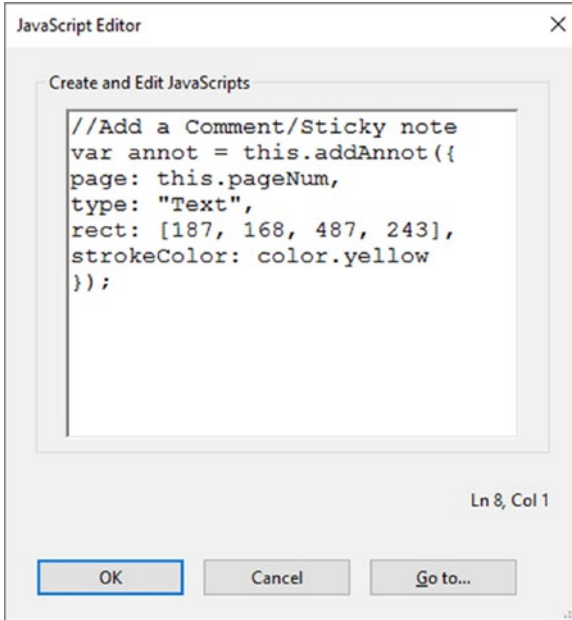 JavaScript Editor
Create and Edit JavaScripts
//Add a Comment/Sticky note
var annot = this.addAnnot({
page: this.pageNum,
type: "Text",
rect: [187, 168, 487, 243],
strokeColor: color.yellow
});
Ln 8, Col 1
OK Cancel Go to...